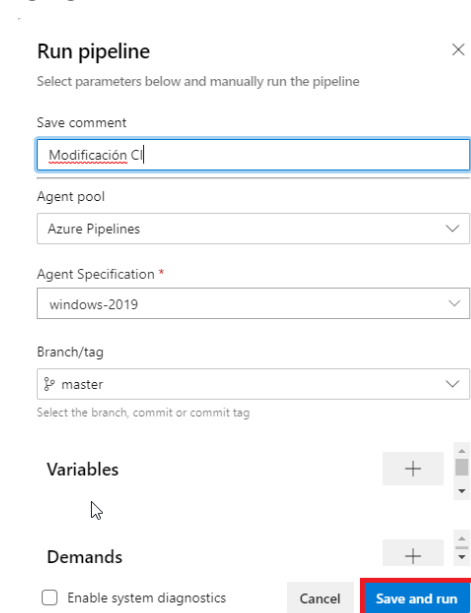 Run pipeline
Select parameters below and manually run the pipeline
Save comment
Modificación CI
Agent pool
Azure Pipelines
Agent Specification *
windows-2019
Branch/tag
master
Select the branch, commit or commit tag
Variables
Demands
Enable system diagnostics
Cancel
Save and run